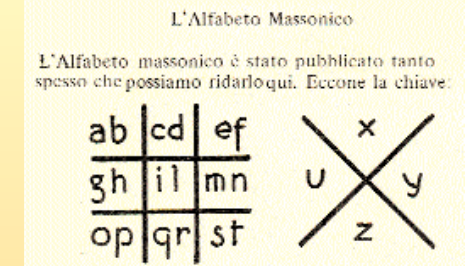 L'Alfabeto Massonico
L'Alfabeto massonico è stato pubblicato tanto
spesso che possiamo ridarlo qui. Eccone la chiave:
ab cd ef
gh il mn
op qr st
x
u y
z